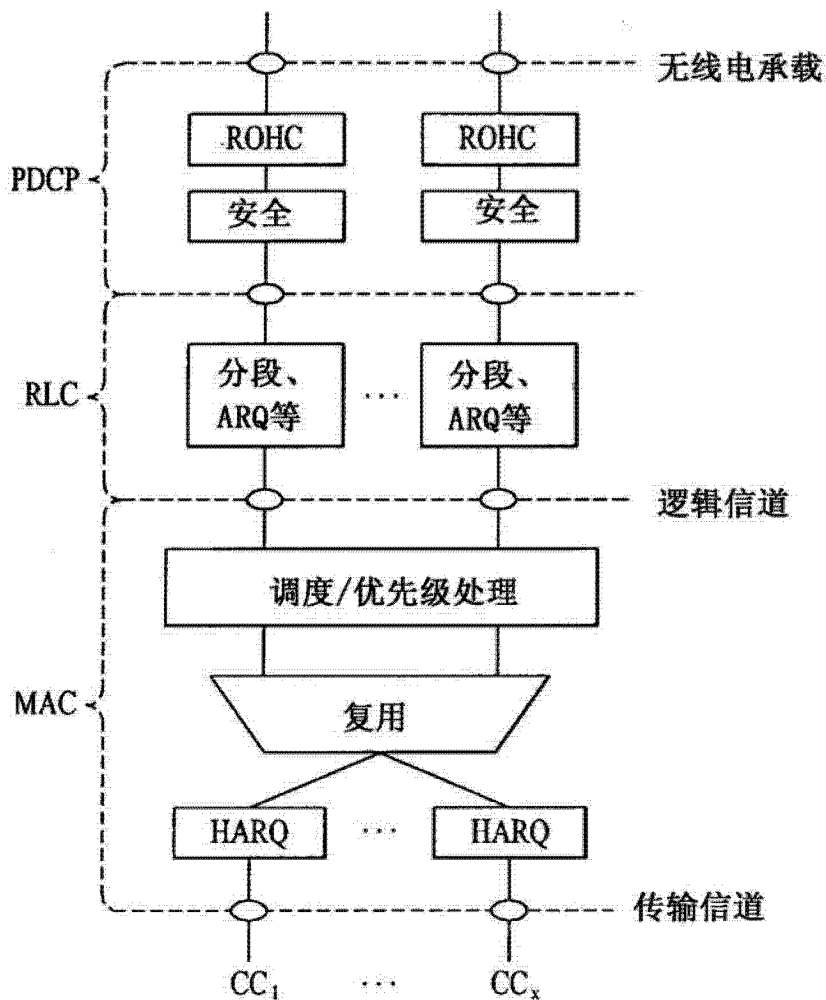 无线电承载
ROHC
ROHC
PDCP
安全
安全
分段、
ARQ等
···
分段、
ARQ等
RLC
逻辑信道
调度/优先级处理
MAC
复用
HARQ
···
HARQ
传输信道
CC₁
···
CCₓ